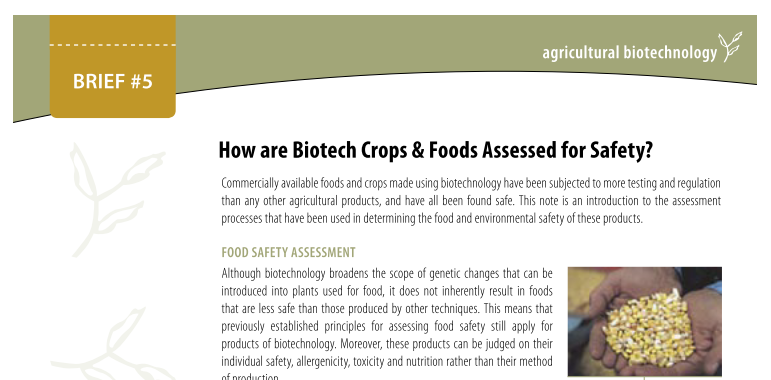 agricultural biotechnology
BRIEF #5
How are Biotech Crops & Foods Assessed for Safety?
Commercially available foods and crops made using biotechnology have been subjected to more testing and regulation
than any other agricultural products, and have all been found safe. This note is an introduction to the assessment
processes that have been used in determining the food and environmental safety of these products.
FOOD SAFETY ASSESSMENT
Although biotechnology broadens the scope of genetic changes that can be
introduced into plants used for food, it does not inherently result in foods
that are less safe than those produced by other techniques. This means that
previously established principles for assessing food safety still apply for
products of biotechnology. Moreover, these products can be judged on their
individual safety, allergenicity, toxicity and nutrition rather than their method
of production.